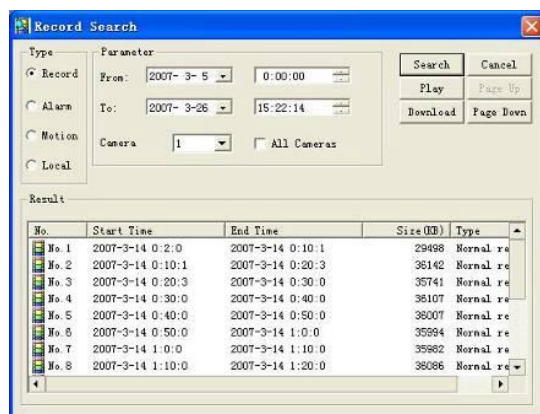 Record Search
Type
Record
Alarm
Motion
Local
Parameter
From: 2007- 3- 5 0:00:00
To: 2007- 3-26 15:22:14
Camera 1 All Cameras
Search Cancel
Play Page Up
Download Page Down
Result
No. Start Time End Time Size(KB) Type
No.1 2007-3-14 0:2:0 2007-3-14 0:10:1 29498 Normal re
No.2 2007-3-14 0:10:1 2007-3-14 0:20:3 36142 Normal re
No.3 2007-3-14 0:20:3 2007-3-14 0:30:0 35741 Normal re
No.4 2007-3-14 0:30:0 2007-3-14 0:40:0 36107 Normal re
No.5 2007-3-14 0:40:0 2007-3-14 0:50:0 36007 Normal re
No.6 2007-3-14 0:50:0 2007-3-14 1:0:0 35994 Normal re
No.7 2007-3-14 1:0:0 2007-3-14 1:10:0 35982 Normal re
No.8 2007-3-14 1:10:0 2007-3-14 1:20:0 36086 Normal re